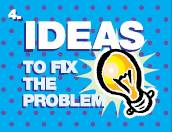 4.
IDEAS
TO FIX
THE
PROBLEM